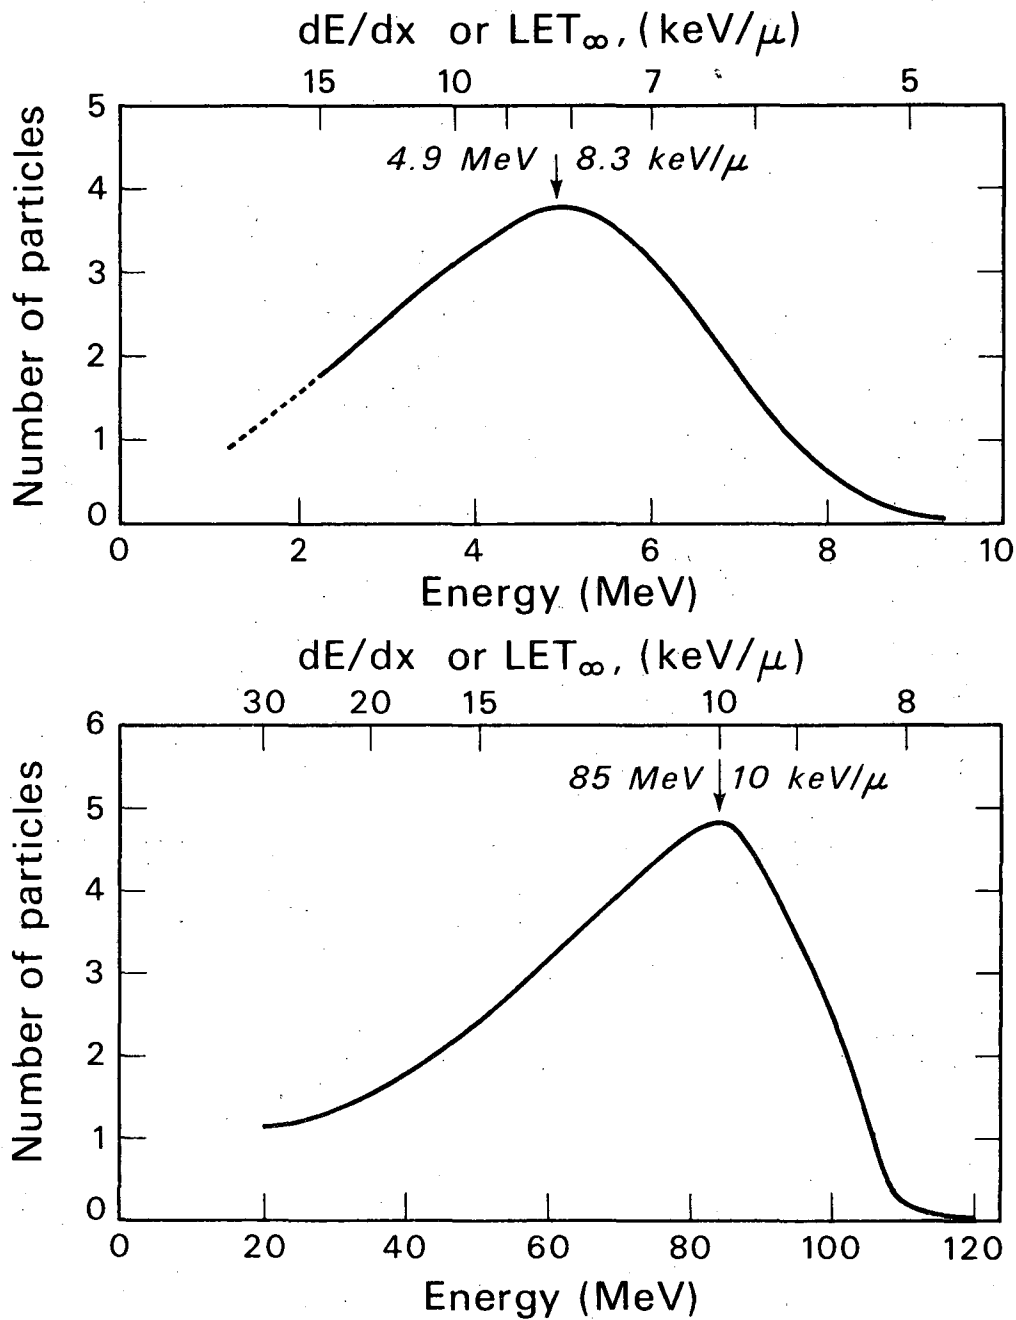 dE/dx or LET∞, (keV/μ)
15 10 7 5
5
4.9 MeV 8.3 keV/μ
4
3
2
1
0
Number of particles
0 2 4 6 8 10
Energy (MeV)
dE/dx or LET∞, (keV/μ)
30 20 15 10 8
6
85 MeV 10 keV/μ
5
4
3
2
1
0
Number of particles
0 20 40 60 80 100 120
Energy (MeV)